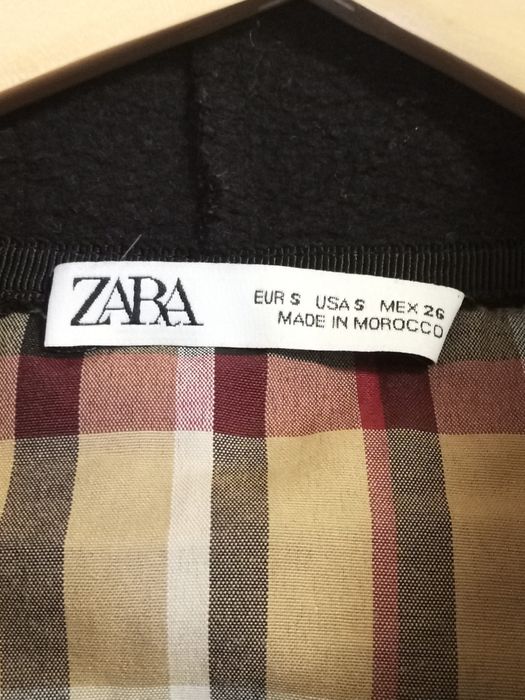 ZARA
EUR S USA S MEX 26
MADE IN MOROCCO